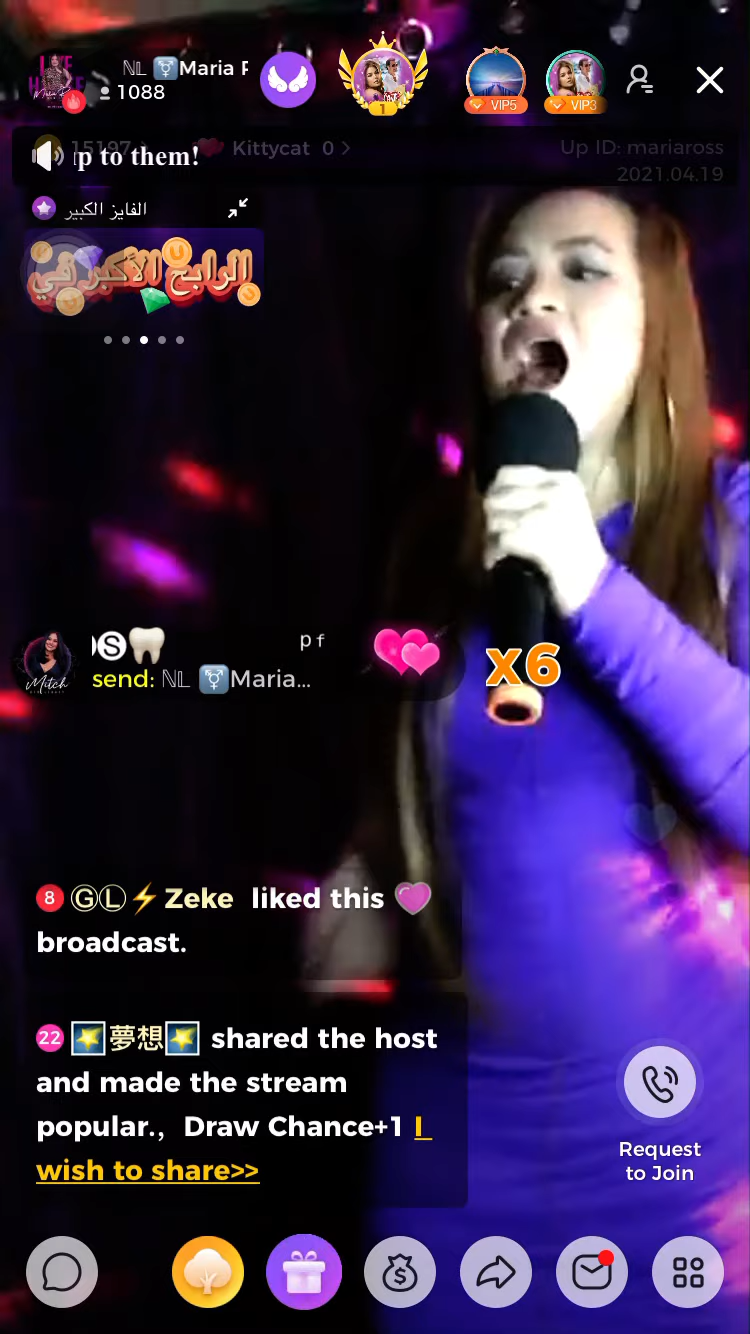 ℕ𝕃 ⚧Maria
1088
1
VIP5
VIP3
p to them!
Kittycat 0 >
Up ID: mariaross
2021.04.19
الفايز الكبير
الرابح الأكبر في
Ⓢ🦷 p f
send: ℕ𝕃 ⚧Maria...
Mitch
x6
8 ⒼⓁ⚡Zeke liked this 💗
broadcast.
22 🌠夢想🌠 shared the host
and made the stream
popular., Draw Chance+1 I
wish to share>>
Request
to Join